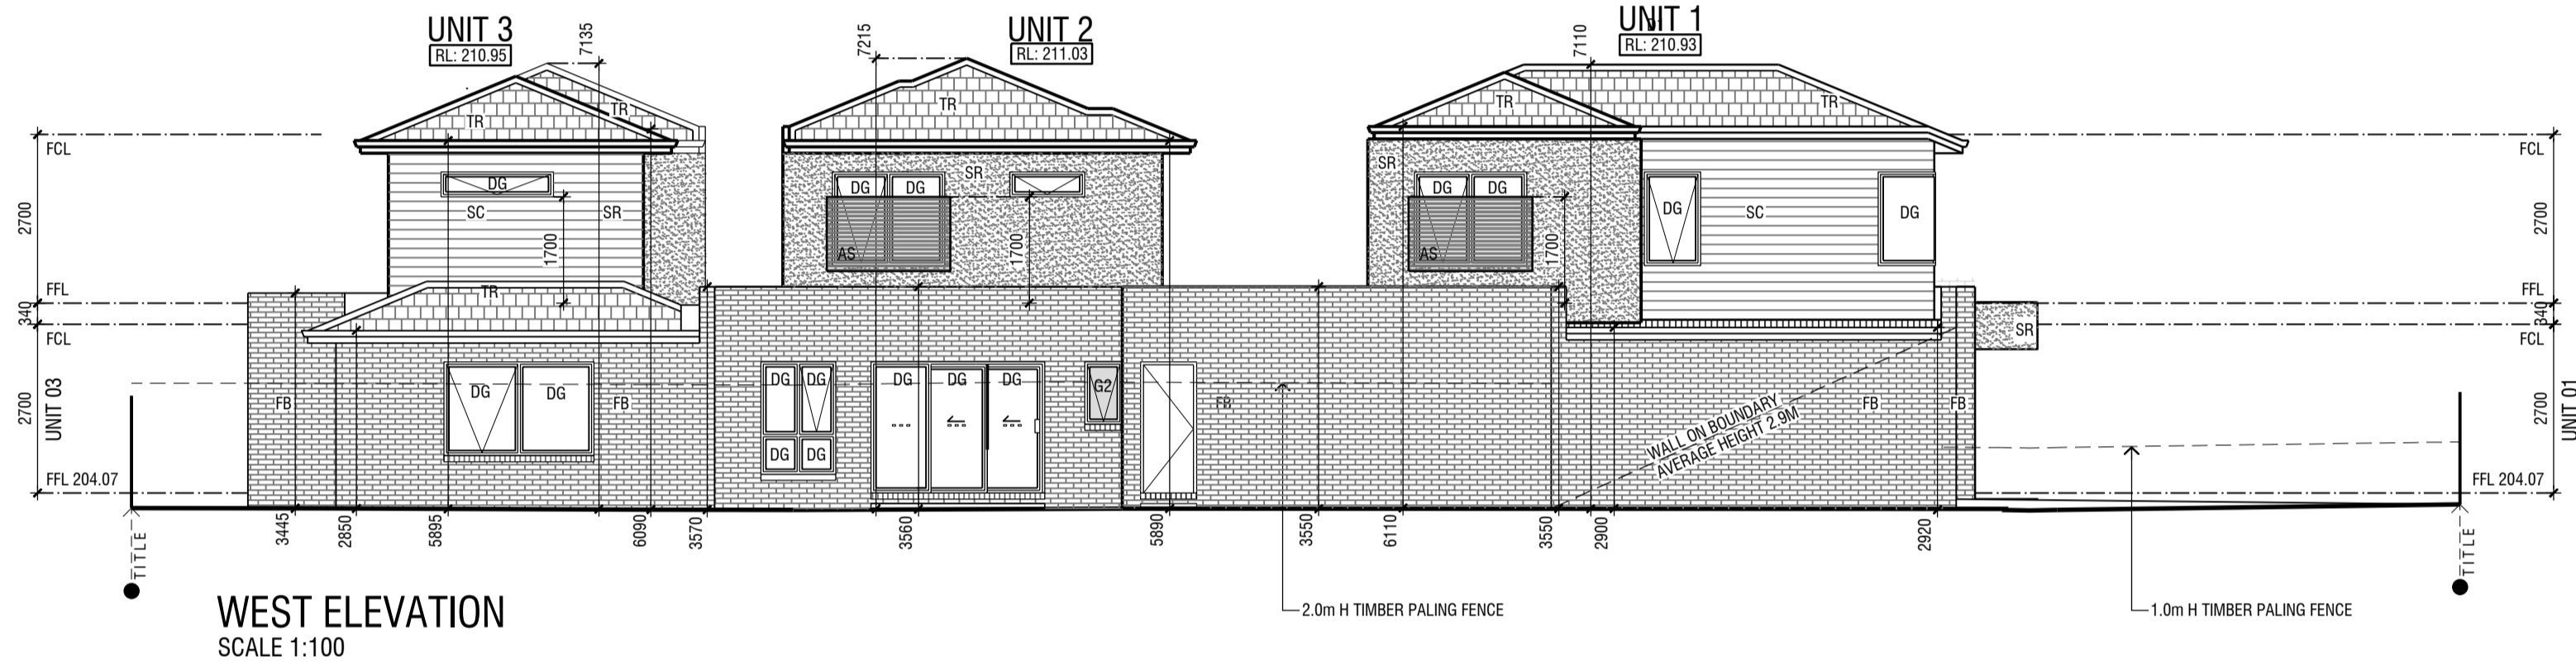 UNIT 3
RL: 210.95
7135
7215
UNIT 2
RL: 211.03
7110
UNIT 1
RL: 210.93
TR
TR
TR
TR
TR
FCL
FCL
2700
DG
SC
SR
1700
DG
DG
SR
AS
1700
SR
DG
DG
AS
1700
DG
SC
DG
2700
FFL
FFL
340
TR
340
SR
FCL
FCL
2700
UNIT 03
FB
DG
DG
FB
DG
DG
DG
DG
DG
DG
DG
G2
FB
WALL ON BOUNDARY
AVERAGE HEIGHT 2.9M
FB
FB
2700
UNIT 01
FFL 204.07
FFL 204.07
3445
2850
5895
6090
3570
3560
5890
3550
6110
3550
2900
2920
TITLE
TITLE
2.0m H TIMBER PALING FENCE
1.0m H TIMBER PALING FENCE
WEST ELEVATION
SCALE 1:100